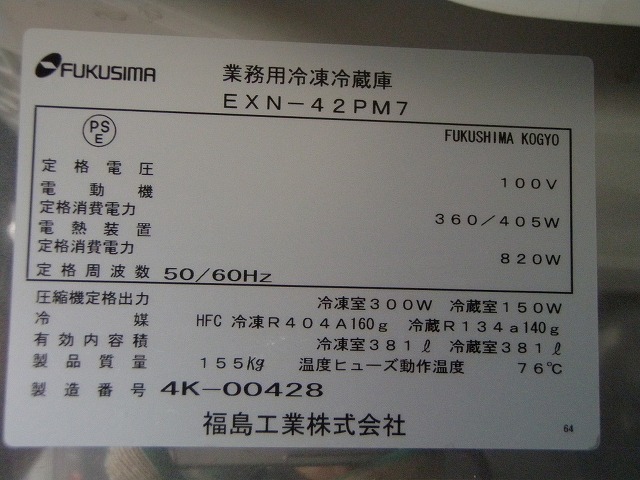 FUKUSIMA
業務用冷凍冷蔵庫
EXN-42PM7
PS
E
FUKUSHIMA KOGYO
定格電圧 100V
電動機
定格消費電力 360/405W
電熱装置
定格消費電力 820W
定格周波数 50/60Hz
圧縮機定格出力 冷凍室300W 冷蔵室150W
冷媒 HFC 冷凍R404A160g 冷蔵R134a140g
有効内容積 冷凍室381ℓ 冷蔵室381ℓ
製品質量 155kg 温度ヒューズ動作温度 76℃
製造番号 4K-00428
福島工業株式会社
64